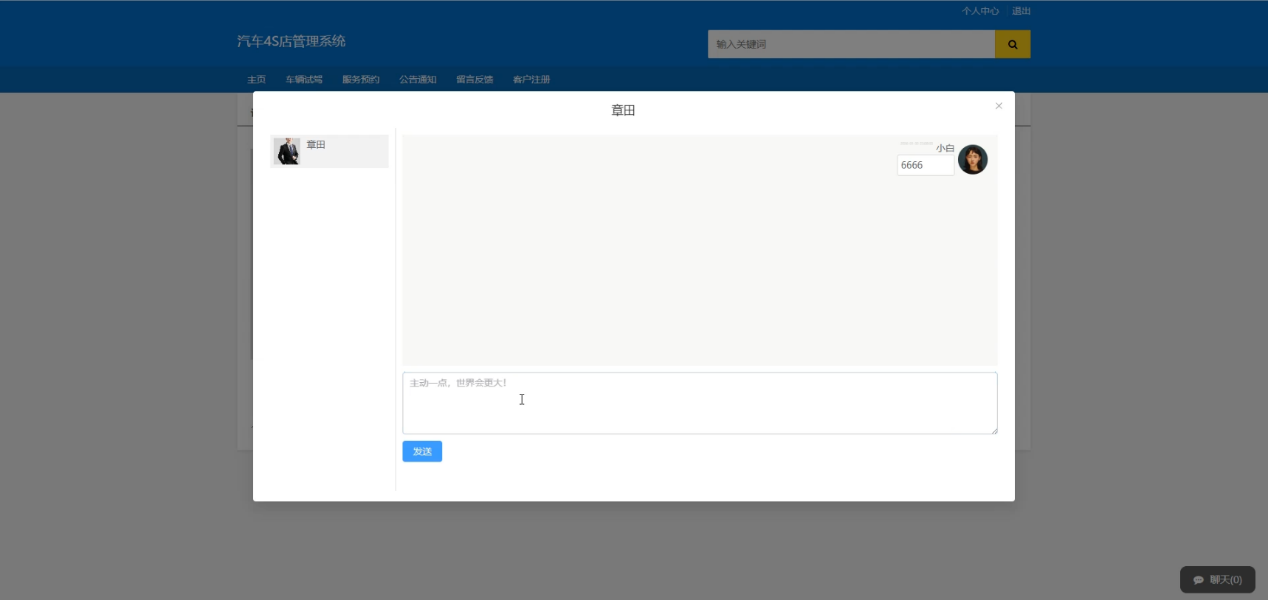 个人中心 退出
汽车4S店管理系统
输入关键词
主页 车辆试驾 服务预约 公告通知 留言反馈 客户注册
章田
章田
小白
6666
主动一点，世界会更大！
发送
聊天(0)